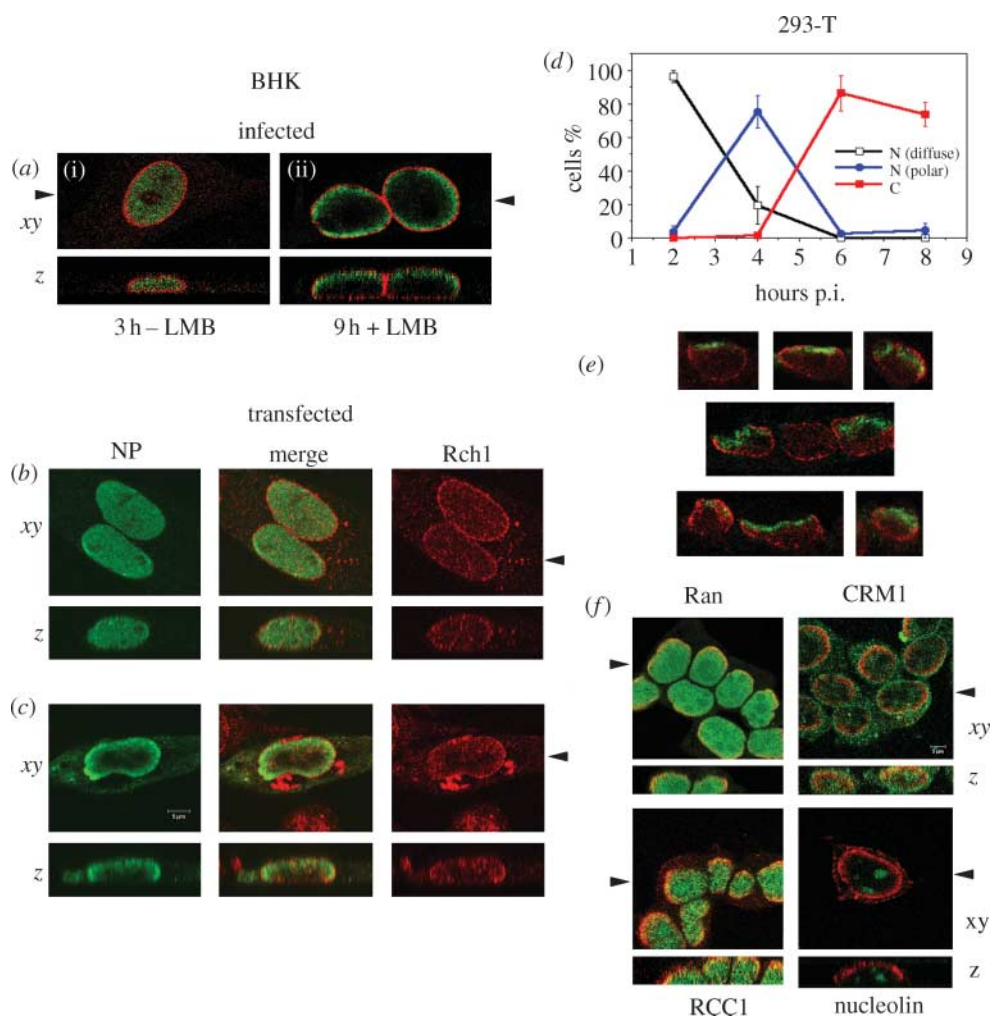 BHK
infected
(a)
(i)
(ii)
xy
z
3 h – LMB
9 h + LMB
transfected
NP
merge
Rch1
(b)
xy
z
(c)
xy
5 µm
z
293-T
(d)
cells %
100
80
60
40
20
0
N (diffuse)
N (polar)
C
1 2 3 4 5 6 7 8 9
hours p.i.
(e)
(f)
Ran
CRM1
xy
z
xy
z
RCC1
nucleolin